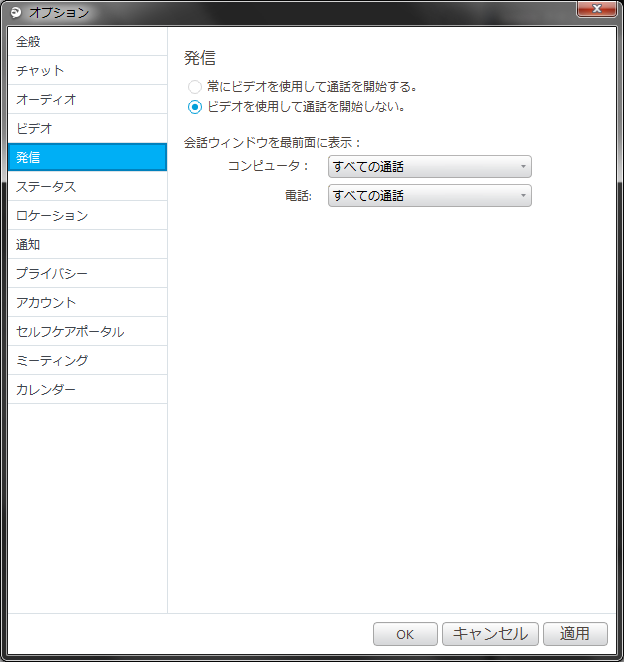 オプション
全般
チャット
オーディオ
ビデオ
発信
ステータス
ロケーション
通知
プライバシー
アカウント
セルフケアポータル
ミーティング
カレンダー
発信
常にビデオを使用して通話を開始する。
ビデオを使用して通話を開始しない。
会話ウィンドウを最前面に表示：
コンピュータ： すべての通話
電話: すべての通話
OK キャンセル 適用